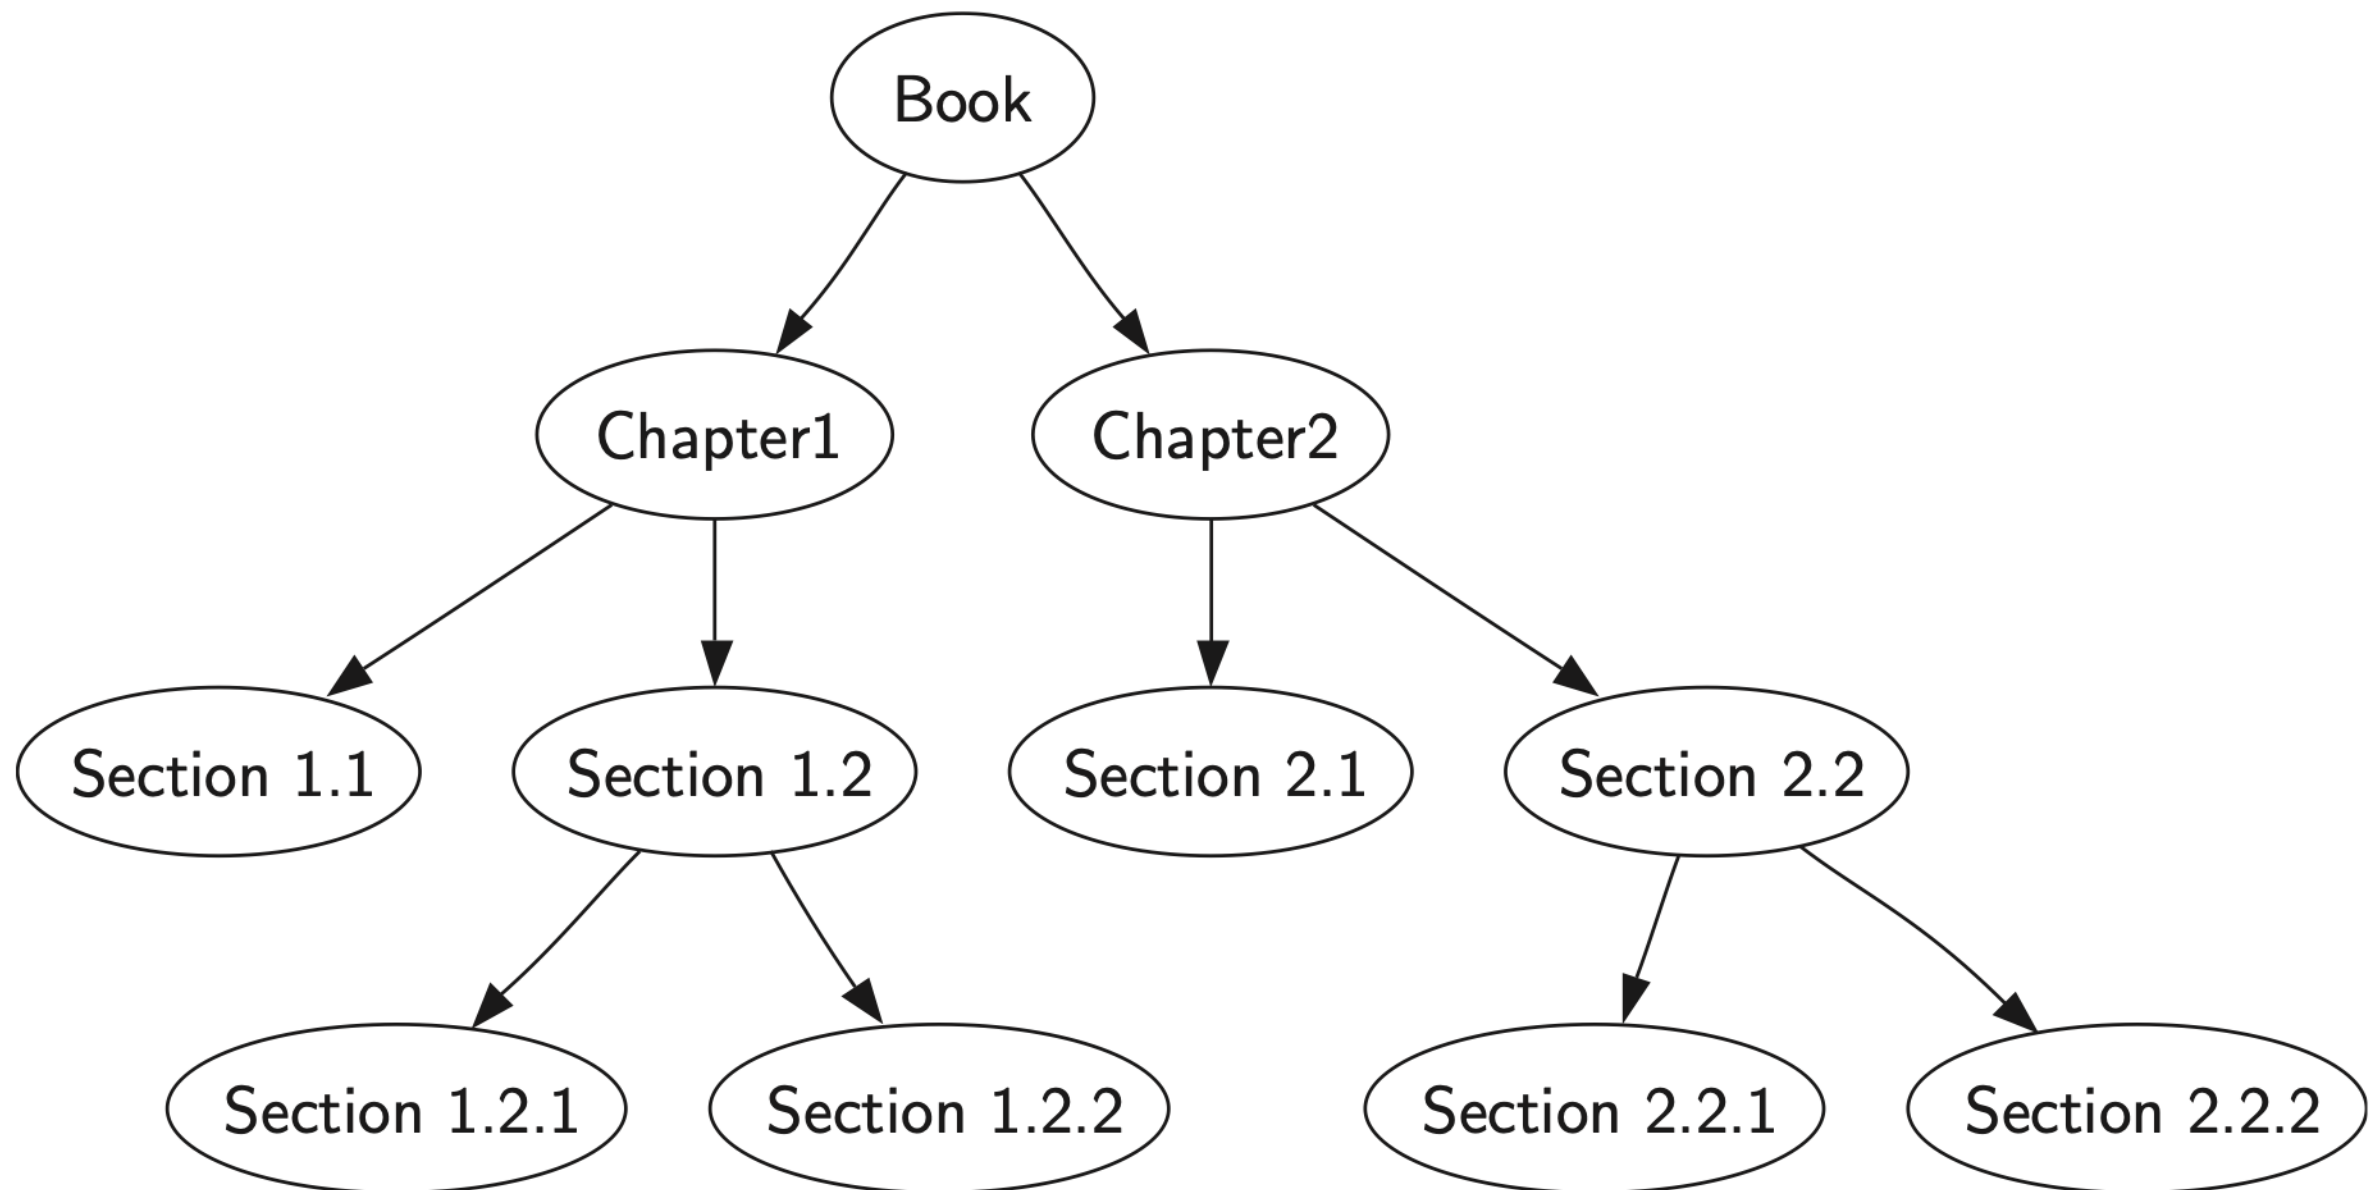 Book
Chapter1
Chapter2
Section 1.1
Section 1.2
Section 2.1
Section 2.2
Section 1.2.1
Section 1.2.2
Section 2.2.1
Section 2.2.2